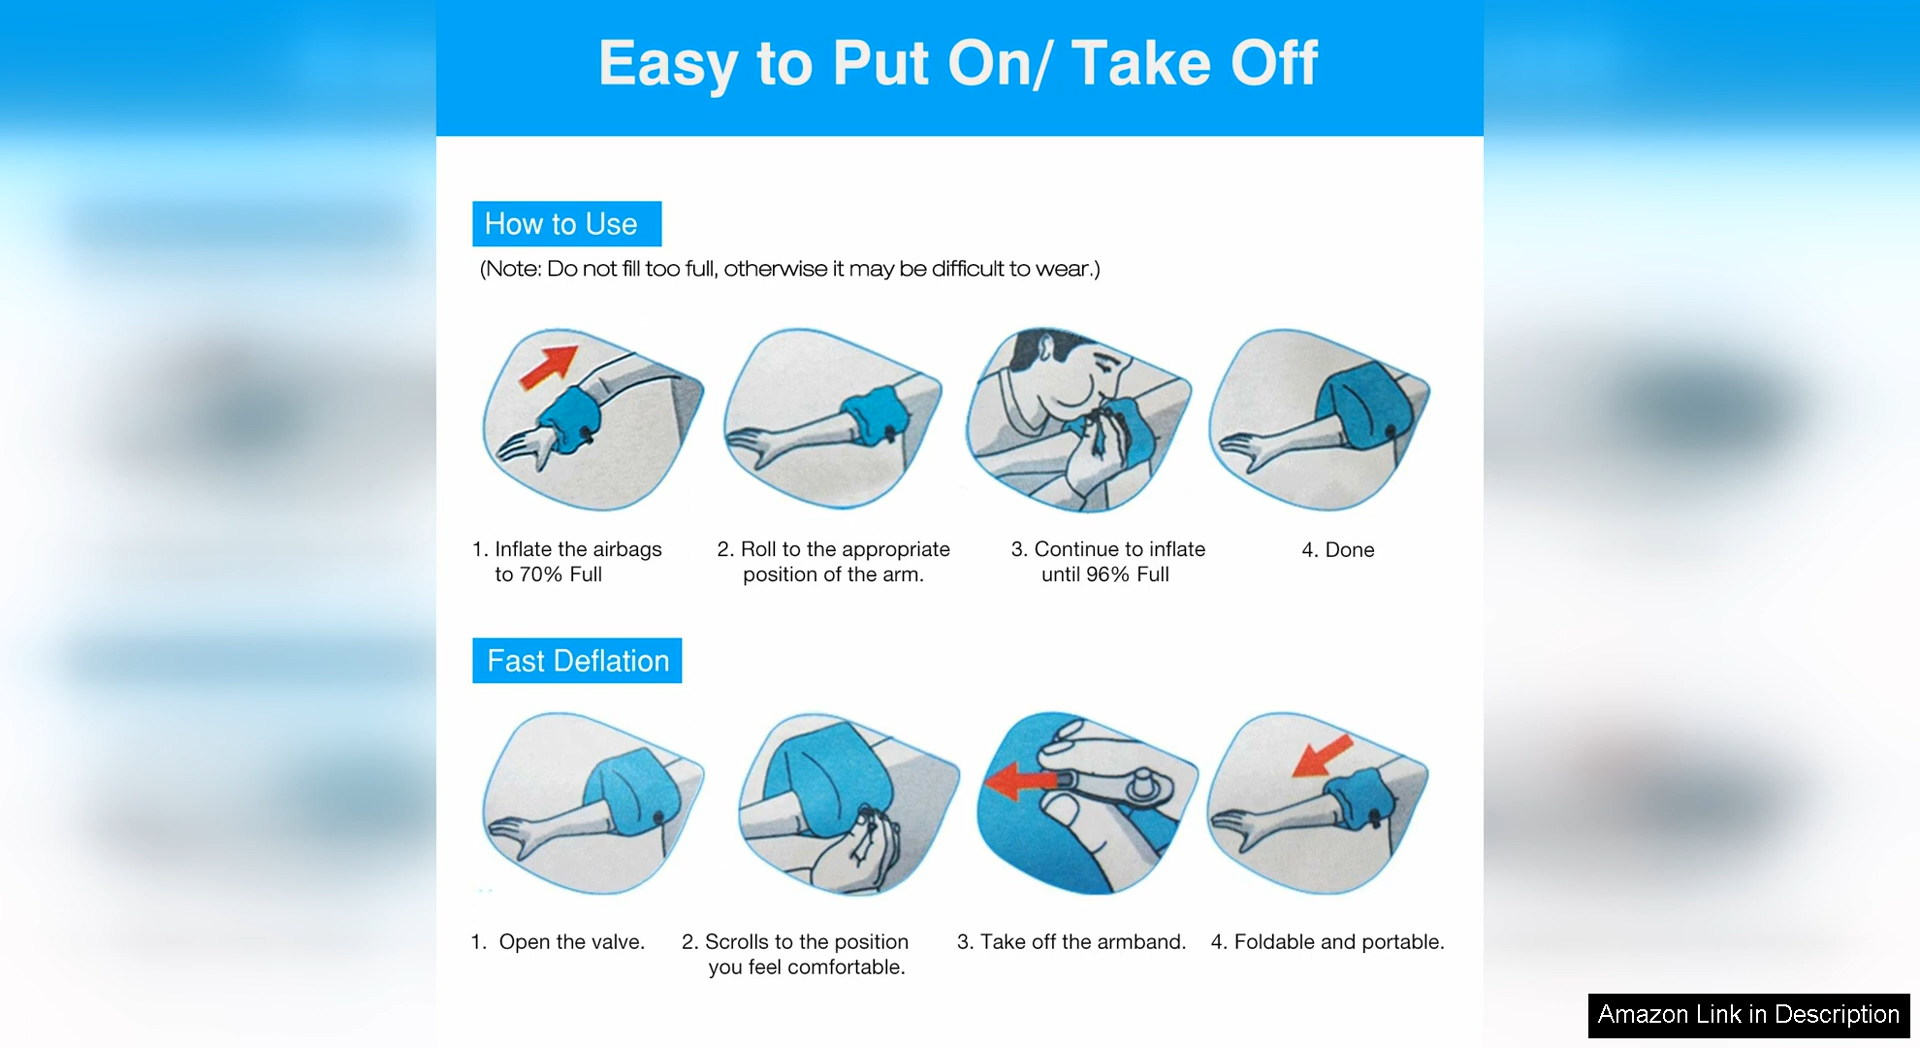 Easy to Put On/ Take Off
How to Use
(Note: Do not fill too full, otherwise it may be difficult to wear.)
1. Inflate the airbags
to 70% Full
2. Roll to the appropriate
position of the arm.
3. Continue to inflate
until 96% Full
4. Done
Fast Deflation
1. Open the valve.
2. Scrolls to the position
you feel comfortable.
3. Take off the armband.
4. Foldable and portable.
Amazon Link in Description